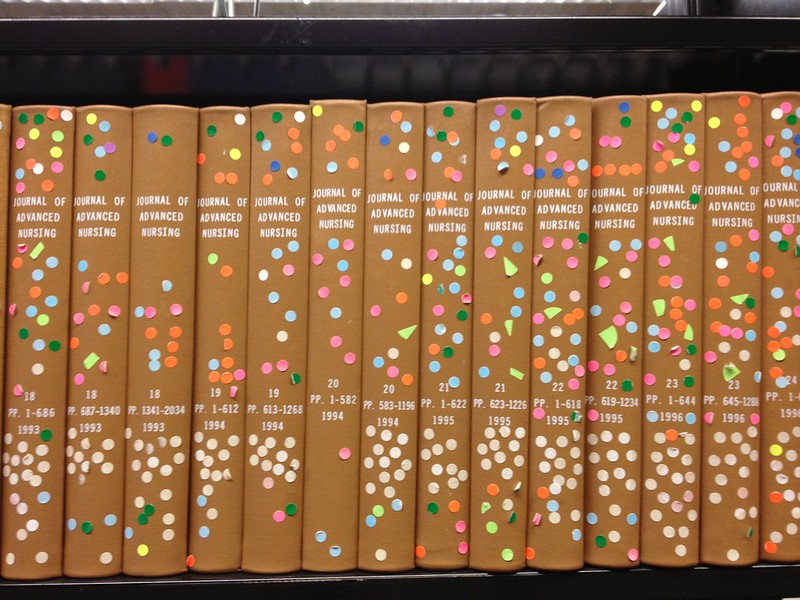 JOURNAL OF
ADVANCED
NURSING
18
PP. 1-686
1993
JOURNAL OF
ADVANCED
NURSING
18
PP. 687-1340
1993
JOURNAL OF
ADVANCED
NURSING
18
PP. 1341-2034
1993
JOURNAL OF
ADVANCED
NURSING
19
PP. 1-612
1994
JOURNAL OF
ADVANCED
NURSING
19
PP. 613-1268
1994
JOURNAL OF
ADVANCED
NURSING
20
PP. 1-582
1994
JOURNAL OF
ADVANCED
NURSING
20
PP. 583-1196
1994
JOURNAL OF
ADVANCED
NURSING
21
PP. 1-622
1995
JOURNAL OF
ADVANCED
NURSING
21
PP. 623-1226
1995
JOURNAL OF
ADVANCED
NURSING
22
PP. 1-618
1995
JOURNAL OF
ADVANCED
NURSING
22
PP. 619-1234
1995
JOURNAL OF
ADVANCED
NURSING
23
PP. 1-644
1996
JOURNAL OF
ADVANCED
NURSING
23
PP. 645-1288
1996
24